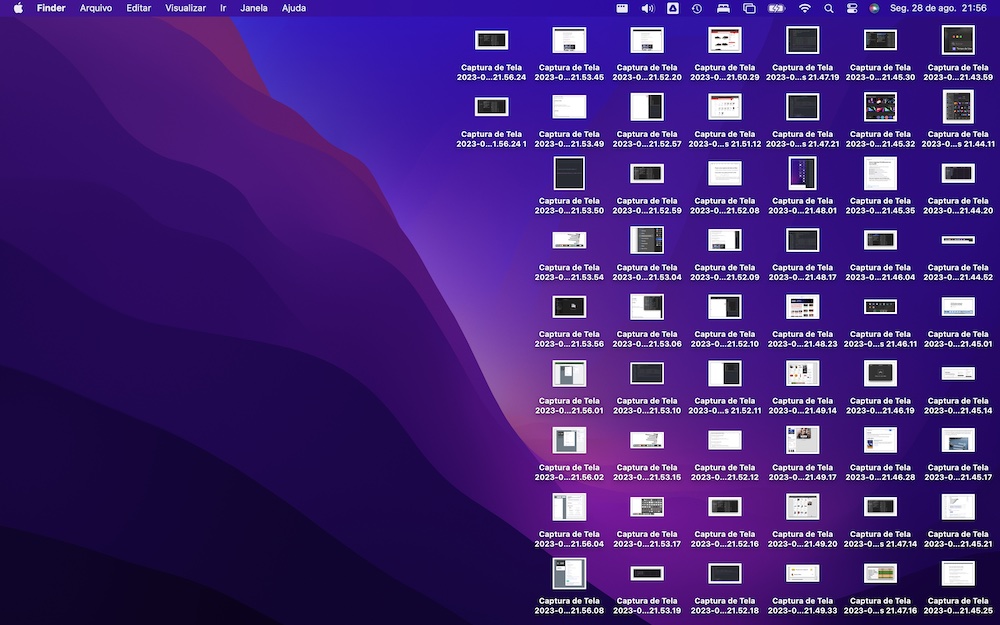 Finder Arquivo Editar Visualizar Ir Janela Ajuda Seg. 28 de ago. 21:56
Captura de Tela Captura de Tela Captura de Tela Captura de Tela Captura de Tela Captura de Tela Captura de Tela
2023-0...21.56.24 2023-0...21.53.45 2023-0...21.52.20 2023-0...21.50.29 2023-0...s 21.47.19 2023-0...21.45.30 2023-0...21.43.59
Captura de Tela Captura de Tela Captura de Tela Captura de Tela Captura de Tela Captura de Tela Captura de Tela
2023-0...1.56.24 1 2023-0...21.53.49 2023-0...21.52.57 2023-0...s 21.51.12 2023-0...s 21.47.21 2023-0...21.45.32 2023-0...s 21.44.11
Captura de Tela Captura de Tela Captura de Tela Captura de Tela Captura de Tela Captura de Tela
2023-0...21.53.50 2023-0...21.52.59 2023-0...21.52.08 2023-0...21.48.01 2023-0...21.45.35 2023-0...21.44.20
Captura de Tela Captura de Tela Captura de Tela Captura de Tela Captura de Tela Captura de Tela
2023-0...21.53.54 2023-0...21.53.04 2023-0...21.52.09 2023-0...21.48.17 2023-0...21.46.04 2023-0...21.44.52
Captura de Tela Captura de Tela Captura de Tela Captura de Tela Captura de Tela Captura de Tela
2023-0...21.53.56 2023-0...21.53.06 2023-0...21.52.10 2023-0...21.48.23 2023-0...s 21.46.11 2023-0...21.45.01
Captura de Tela Captura de Tela Captura de Tela Captura de Tela Captura de Tela Captura de Tela
2023-0...21.56.01 2023-0...21.53.10 2023-0...s 21.52.11 2023-0...21.49.14 2023-0...21.46.19 2023-0...21.45.14
Captura de Tela Captura de Tela Captura de Tela Captura de Tela Captura de Tela Captura de Tela
2023-0...21.56.02 2023-0...21.53.15 2023-0...21.52.12 2023-0...21.49.17 2023-0...21.46.28 2023-0...21.45.17
Captura de Tela Captura de Tela Captura de Tela Captura de Tela Captura de Tela Captura de Tela
2023-0...21.56.04 2023-0...21.53.17 2023-0...21.52.16 2023-0...21.49.20 2023-0...s 21.47.14 2023-0...21.45.21
Captura de Tela Captura de Tela Captura de Tela Captura de Tela Captura de Tela Captura de Tela
2023-0...21.56.08 2023-0...21.53.19 2023-0...21.52.18 2023-0...21.49.33 2023-0...s 21.47.16 2023-0...21.45.25